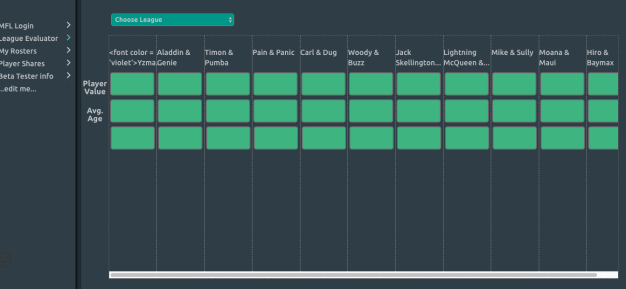 MFL Login
League Evaluator
My Rosters
Player Shares
Beta Tester info
...edit me...
Choose League
<font color =
'violet'>Yzma
Aladdin &
Genie
Timon &
Pumba
Pain & Panic
Carl & Dug
Woody &
Buzz
Jack
Skellington...
Lightning
McQueen &...
Mike & Sully
Moana &
Maui
Hiro &
Baymax
Player
Value
Avg.
Age